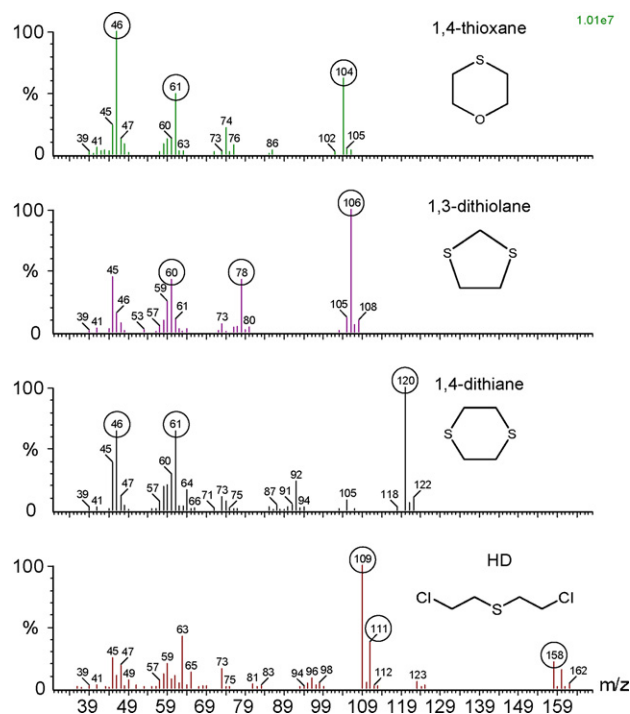 1.01e7
1,4-thioxane
100
%
0
39 41 45 46 47 60 61 63 73 74 76 86 102 104 105
S
O
1,3-dithiolane
100
%
0
39 41 45 46 53 57 59 60 61 73 78 80 105 106 108
S S
1,4-dithiane
100
%
0
39 41 45 46 47 57 60 61 64 66 71 73 75 87 91 92 94 105 118 120 122
S S
HD
100
%
0
39 41 45 47 49 57 59 63 65 73 75 81 83 94 96 98 109 111 112 123 158 162
Cl S Cl
39 49 59 69 79 89 99 109 119 129 139 149 159
m/z